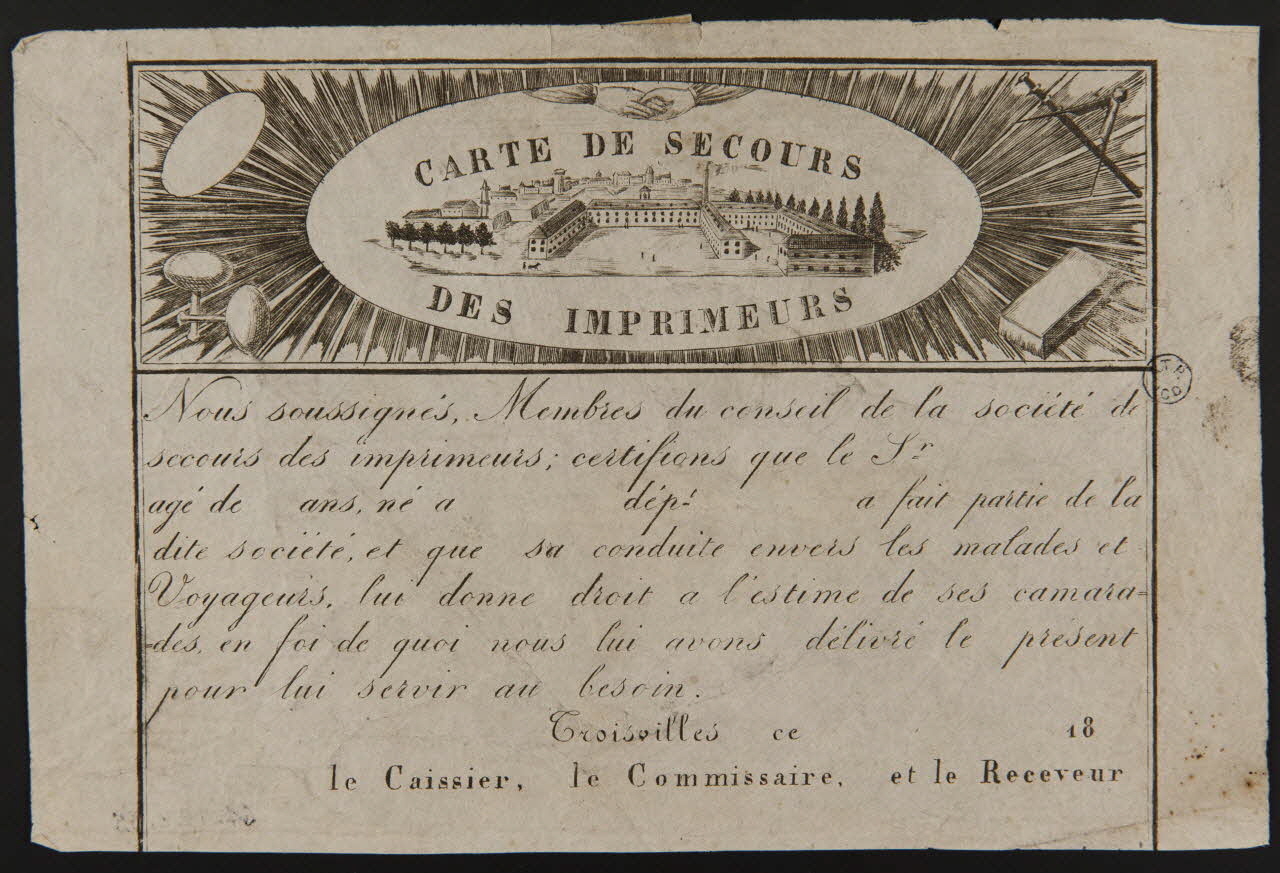 CARTE DE SECOURS
DES IMPRIMEURS
Nous soussignés, Membres du conseil de la société de
secours des imprimeurs; certifions que le Sr
agé de ans, né a dépt a fait partie de la
dite société, et que sa conduite envers les malades et
Voyageurs, lui donne droit a l'estime de ses camara=
=des, en foi de quoi nous lui avons délivré le présent
pour lui servir au besoin.
Troisvilles ce 18
le Caissier, le Commissaire, et le Receveur